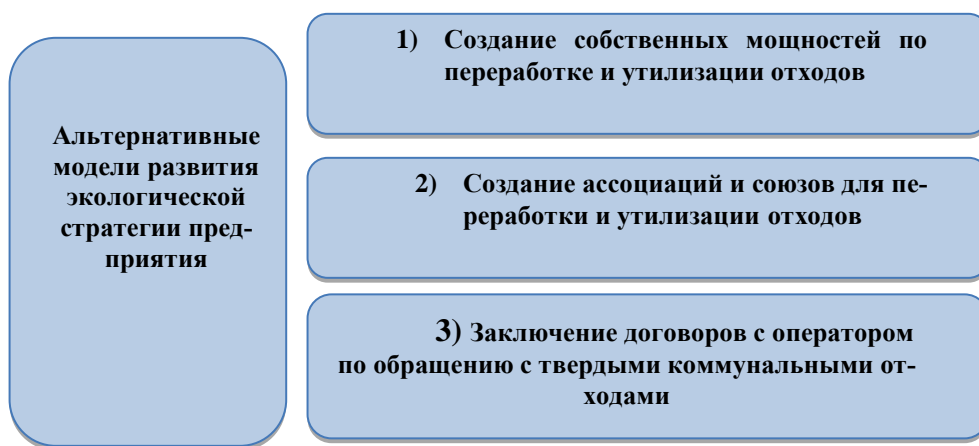 Альтернативные
модели развития
экологической
стратегии пред-
приятия
1) Создание собственных мощностей по
переработке и утилизации отходов
2) Создание ассоциаций и союзов для пе-
реработки и утилизации отходов
3) Заключение договоров с оператором
по обращению с твердыми коммунальными от-
ходами